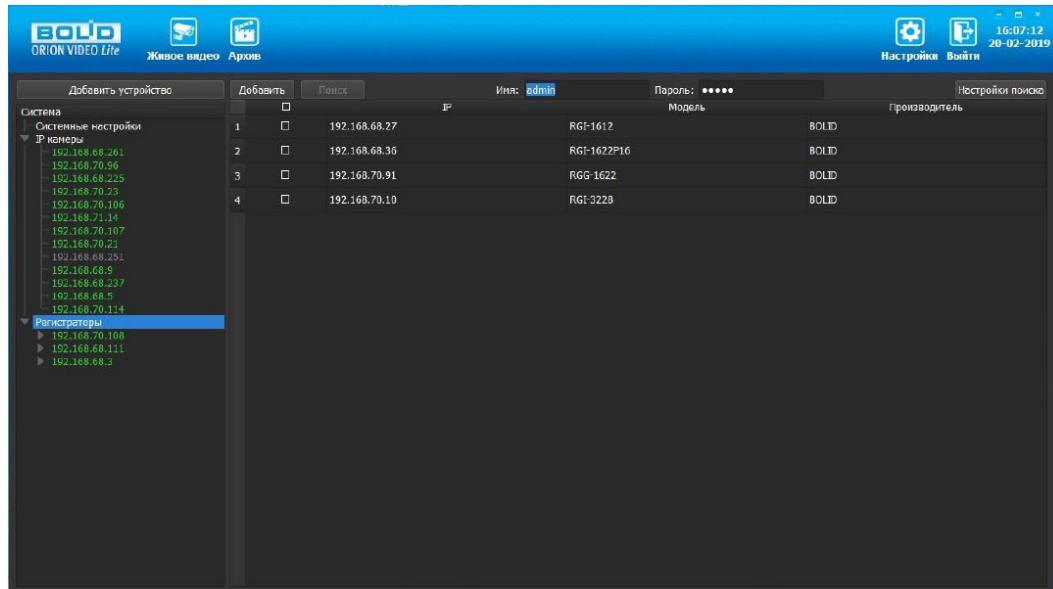 BOLID
ORION VIDEO Lite
Живое видео
Архив
Настройки
Выйти
16:07:12
20-02-2019
Добавить устройство
Добавить
Поиск
Имя: admin
Пароль: •••••
Настройки поиска
Система
Системные настройки
IP камеры
192.168.68.261
192.168.70.96
192.168.68.225
192.168.70.23
192.168.70.106
192.168.71.14
192.168.70.107
192.168.70.21
192.168.68.251
192.168.68.9
192.168.68.237
192.168.68.5
192.168.70.114
Регистраторы
192.168.70.108
192.168.68.111
192.168.68.3
IP Модель Производитель
1 192.168.68.27 RGI-1612 BOLID
2 192.168.68.36 RGI-1622P16 BOLID
3 192.168.70.91 RGG-1622 BOLID
4 192.168.70.10 RGI-3228 BOLID